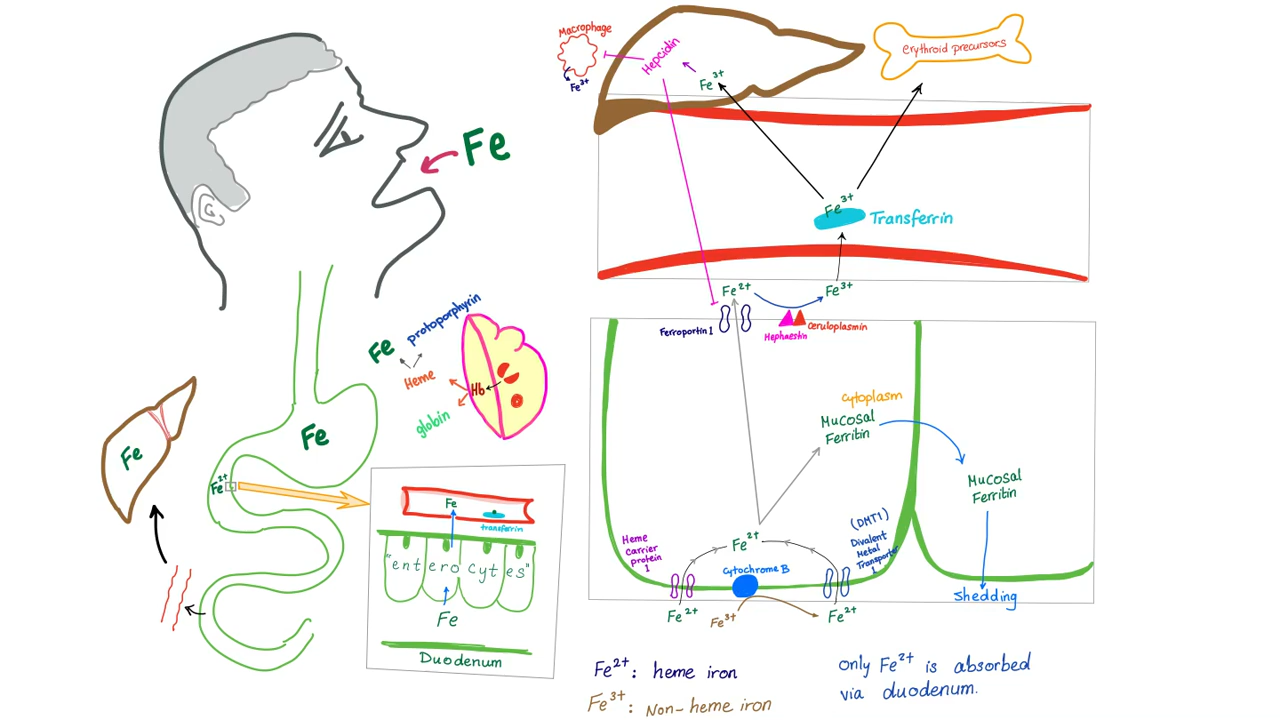 Fe
Fe
protoporphyrin
Heme
Hb
globin
Fe
Fe
Fe²⁺
Fe
transferrin
"enterocytes"
Fe
Duodenum
Macrophage
Fe³⁺
Hepcidin
Fe³⁺
erythroid precursors
Fe³⁺
Transferrin
Fe²⁺
Fe³⁺
Ferroportin 1
Hephaestin
Ceruloplasmin
Cytoplasm
Mucosal
Ferritin
Mucosal
Ferritin
Shedding
Heme
Carrier
protein
1
Fe²⁺
Cytochrome B
(DMT1)
Divalent
Metal
Transporter
1
Fe²⁺
Fe³⁺
Fe²⁺
Fe²⁺: heme iron
Fe³⁺: Non-heme iron
only Fe²⁺ is absorbed
via duodenum.